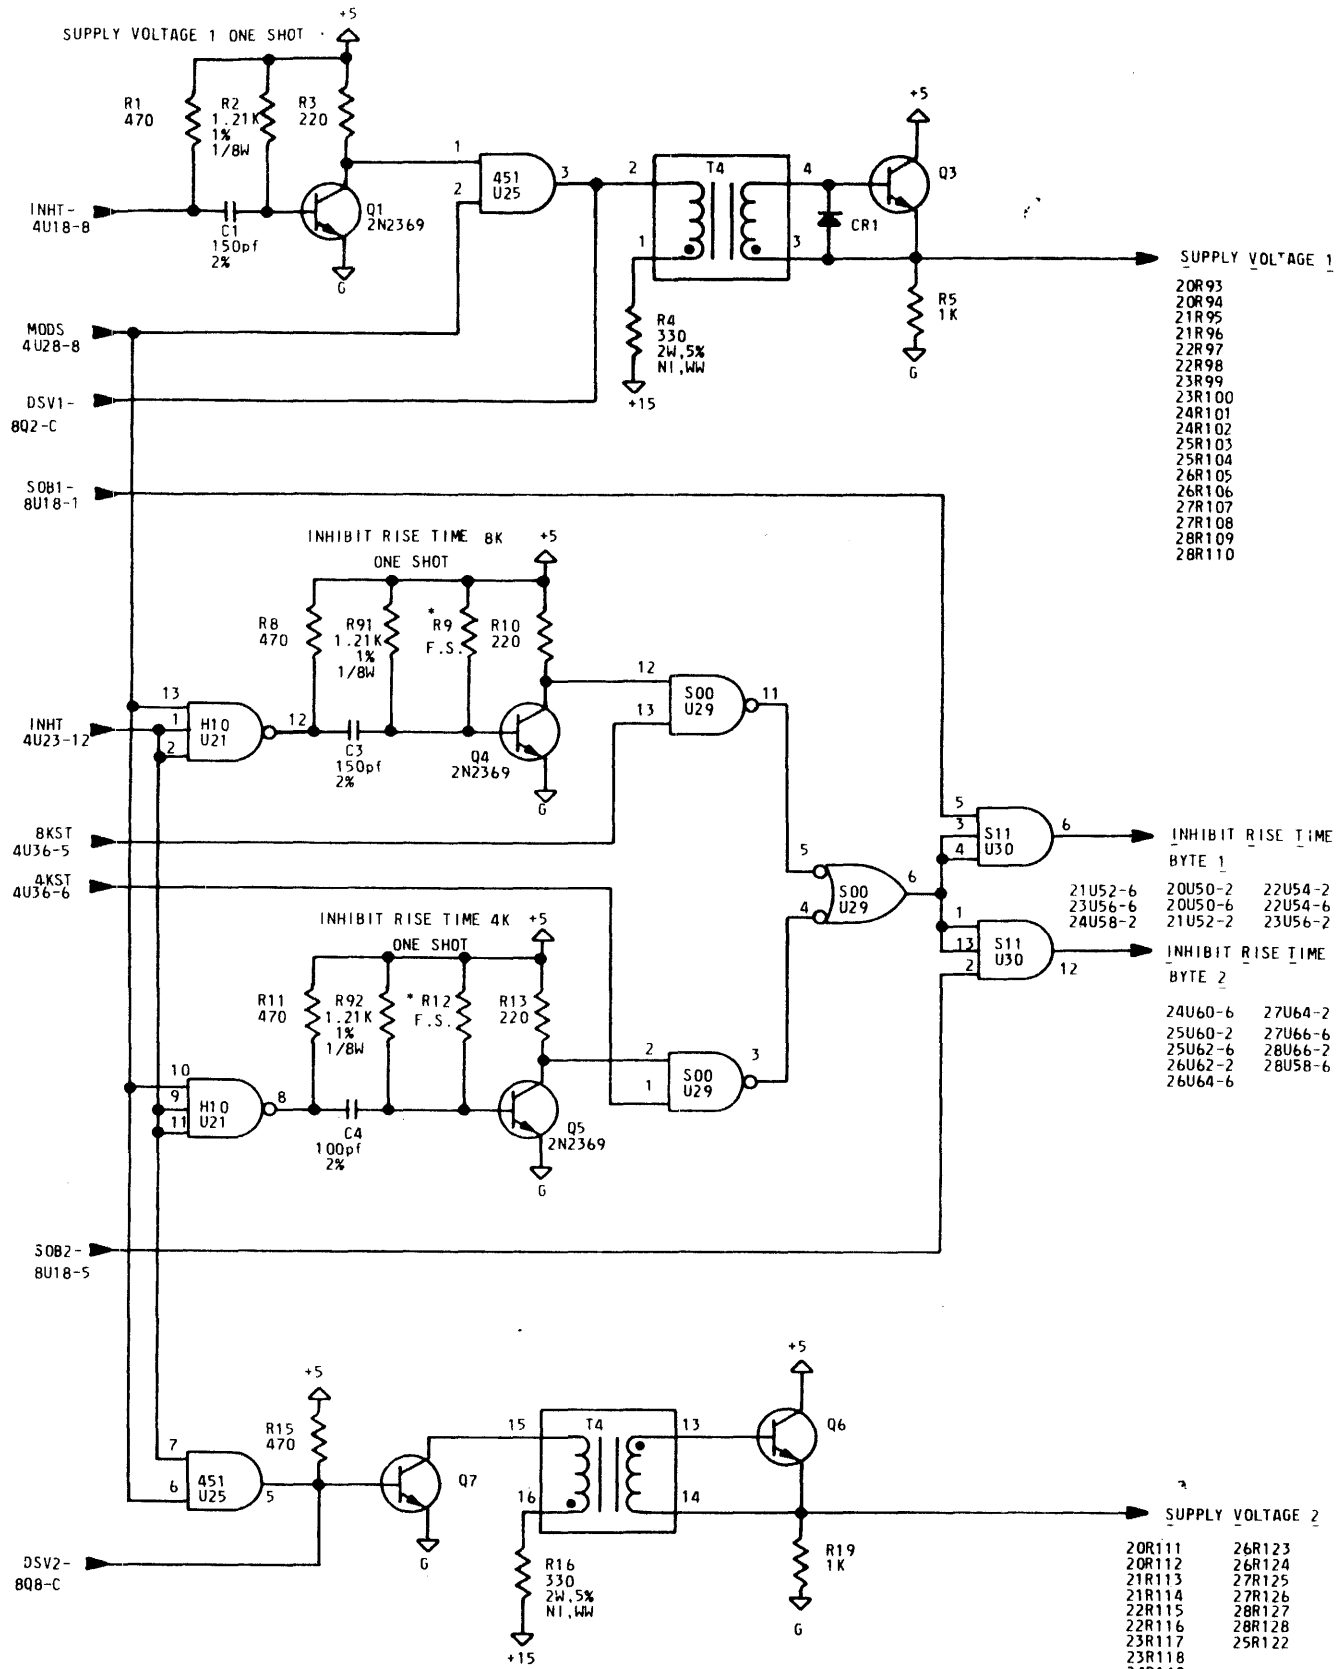 SUPPLY VOLTAGE 1 ONE SHOT
+5
R1
470
R2
1.21K
1%
1/8W
R3
220
INHT-
4U18-8
C1
150pf
2%
Q1
2N2369
G
1
2
451
U25
3
2
1
T4
4
3
+5
Q3
CR1
R5
1K
G
R4
330
2W,5%
NI,WW
+15
MODS
4U28-8
DSV1-
8Q2-C
SUPPLY VOLTAGE 1
20R93
20R94
21R95
21R96
22R97
22R98
23R99
23R100
24R101
24R102
25R103
25R104
26R105
26R106
27R107
27R108
28R109
28R110
SOB1-
8U18-1
INHIBIT RISE TIME 8K
ONE SHOT
+5
R8
470
R91
1.21K
1%
1/8W
*
R9
F.S.
R10
220
INHT
4U23-12
13
1
2
H10
U21
12
C3
150pf
2%
Q4
2N2369
G
12
13
S00
U29
11
8KST
4U36-5
4KST
4U36-6
5
4
S00
U29
6
5
3
4
S11
U30
6
INHIBIT RISE TIME
BYTE 1
21U52-6 20U50-2 22U54-2
23U56-6 20U50-6 22U54-6
24U58-2 21U52-2 23U56-2
1
13
2
S11
U30
12
INHIBIT RISE TIME
BYTE 2
24U60-6 27U64-2
25U60-2 27U66-6
25U62-6 28U66-2
26U62-2 28U58-6
26U64-6
INHIBIT RISE TIME 4K
ONE SHOT
+5
R11
470
R92
1.21K
1%
1/8W
* R12
F.S.
R13
220
10
9
11
H10
U21
8
C4
100pf
2%
Q5
2N2369
G
2
1
S00
U29
3
SOB2-
8U18-5
+5
R15
470
7
6
451
U25
5
Q7
G
15
16
T4
13
14
+5
Q6
R16
330
2W,5%
NI,WW
+15
R19
1K
G
DSV2-
8Q8-C
SUPPLY VOLTAGE 2
20R111 26R123
20R112 26R124
21R113 27R125
21R114 27R126
22R115 28R127
22R116 28R128
23R117 25R122
23R118